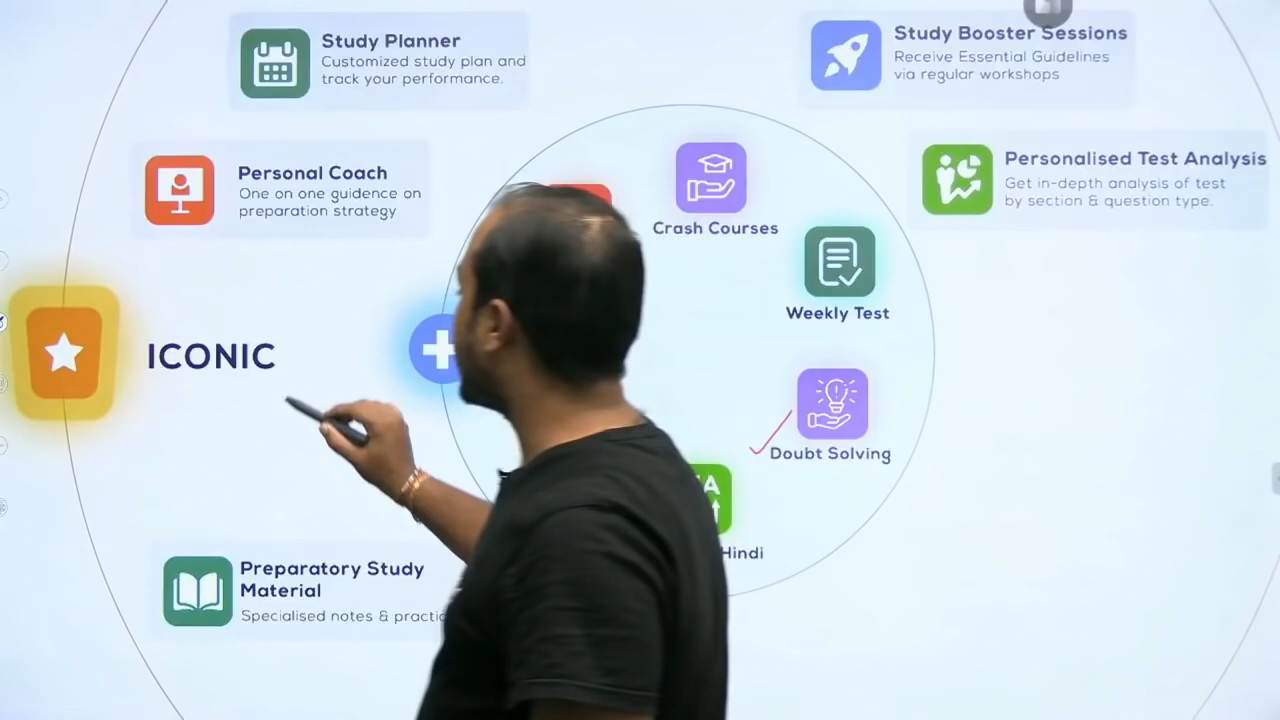 Study Planner
Customized study plan and
track your performance.
Study Booster Sessions
Receive Essential Guidelines
via regular workshops
Personal Coach
One on one guidance on
preparation strategy
Personalised Test Analysis
Get in-depth analysis of test
by section & question type.
Crash Courses
Weekly Test
ICONIC
Doubt Solving
Hindi
Preparatory Study
Material
Specialised notes &